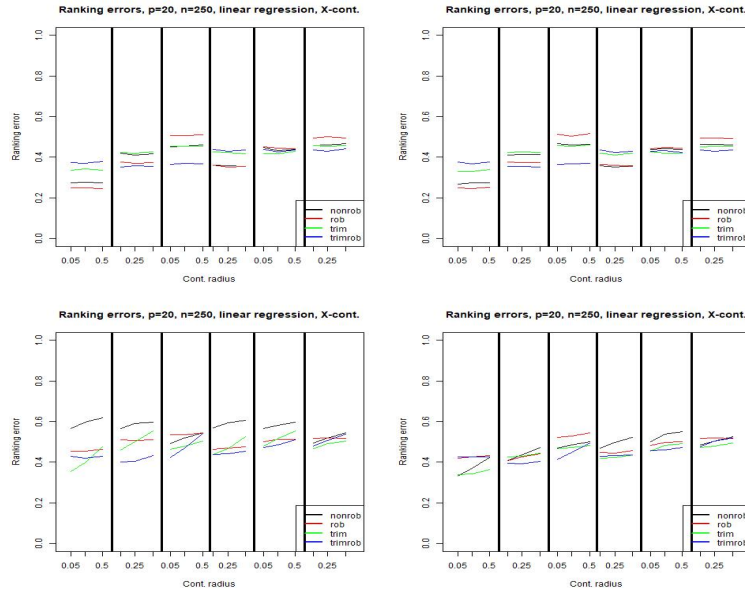 Ranking errors, p=20, n=250, linear regression, X-cont.
Ranking error
1.0
0.8
0.6
0.4
0.2
0.0
nonrob
rob
trim
trimrob
0.05 0.5 0.25 0.05 0.5 0.25 0.05 0.5 0.25
Cont. radius
Ranking errors, p=20, n=250, linear regression, X-cont.
Ranking error
1.0
0.8
0.6
0.4
0.2
0.0
nonrob
rob
trim
trimrob
0.05 0.5 0.25 0.05 0.5 0.25 0.05 0.5 0.25
Cont. radius
Ranking errors, p=20, n=250, linear regression, X-cont.
Ranking error
1.0
0.8
0.6
0.4
0.2
0.0
nonrob
rob
trim
trimrob
0.05 0.5 0.25 0.05 0.5 0.25 0.05 0.5 0.25
Cont. radius
Ranking errors, p=20, n=250, linear regression, X-cont.
Ranking error
1.0
0.8
0.6
0.4
0.2
0.0
nonrob
rob
trim
trimrob
0.05 0.5 0.25 0.05 0.5 0.25 0.05 0.5 0.25
Cont. radius